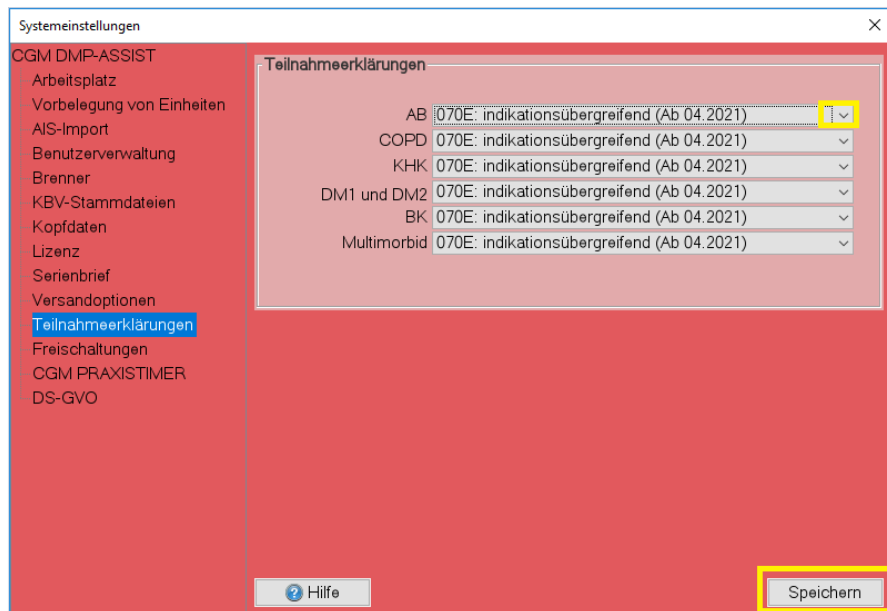 Systemeinstellungen
CGM DMP-ASSIST
Arbeitsplatz
Vorbelegung von Einheiten
AIS-Import
Benutzerverwaltung
Brenner
KBV-Stammdateien
Kopfdaten
Lizenz
Serienbrief
Versandoptionen
Teilnahmeerklärungen
Freischaltungen
CGM PRAXISTIMER
DS-GVO
Teilnahmeerklärungen
AB 070E: indikationsübergreifend (Ab 04.2021)
COPD 070E: indikationsübergreifend (Ab 04.2021)
KHK 070E: indikationsübergreifend (Ab 04.2021)
DM1 und DM2 070E: indikationsübergreifend (Ab 04.2021)
BK 070E: indikationsübergreifend (Ab 04.2021)
Multimorbid 070E: indikationsübergreifend (Ab 04.2021)
Hilfe
Speichern